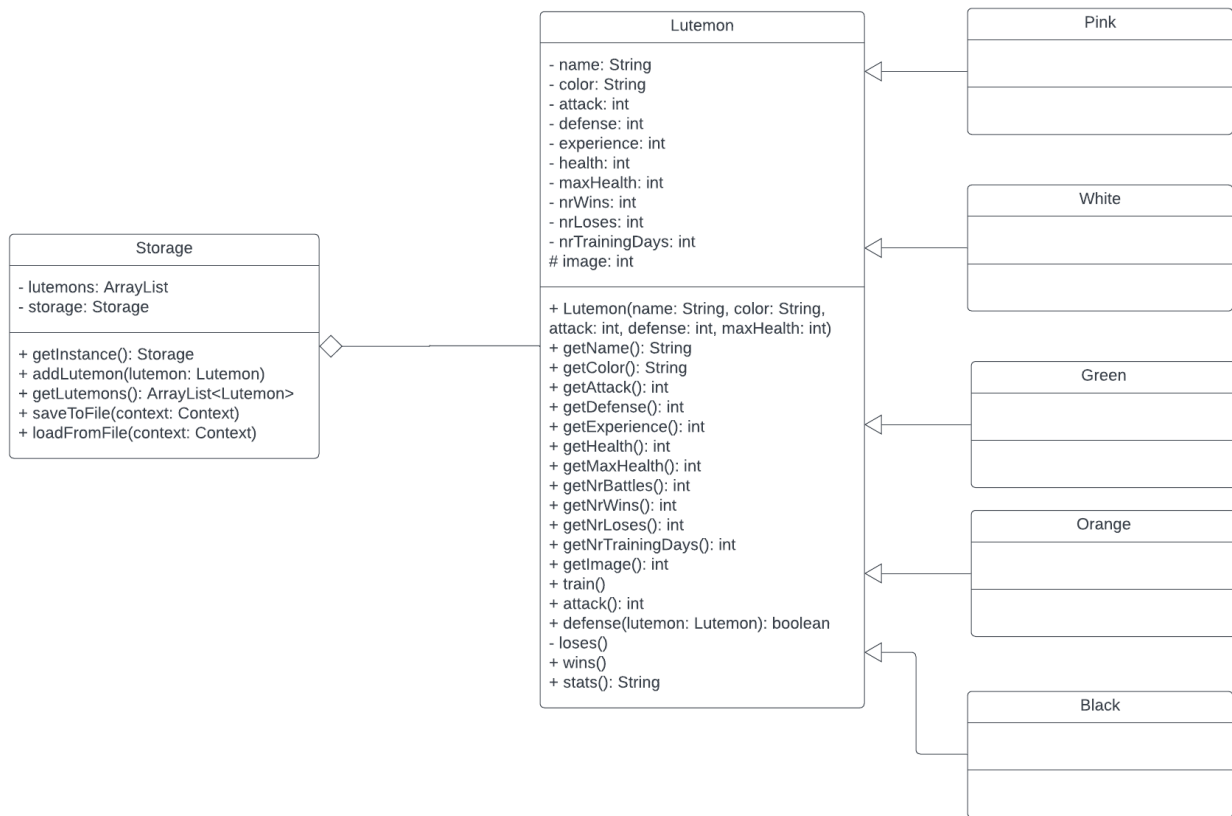 Storage
- lutemons: ArrayList
- storage: Storage
+ getInstance(): Storage
+ addLutemon(lutemon: Lutemon)
+ getLutemons(): ArrayList<Lutemon>
+ saveToFile(context: Context)
+ loadFromFile(context: Context)
Lutemon
- name: String
- color: String
- attack: int
- defense: int
- experience: int
- health: int
- maxHealth: int
- nrWins: int
- nrLoses: int
- nrTrainingDays: int
# image: int
+ Lutemon(name: String, color: String,
attack: int, defense: int, maxHealth: int)
+ getName(): String
+ getColor(): String
+ getAttack(): int
+ getDefense(): int
+ getExperience(): int
+ getHealth(): int
+ getMaxHealth(): int
+ getNrBattles(): int
+ getNrWins(): int
+ getNrLoses(): int
+ getNrTrainingDays(): int
+ getImage(): int
+ train()
+ attack(): int
+ defense(lutemon: Lutemon): boolean
- loses()
+ wins()
+ stats(): String
Pink
White
Green
Orange
Black